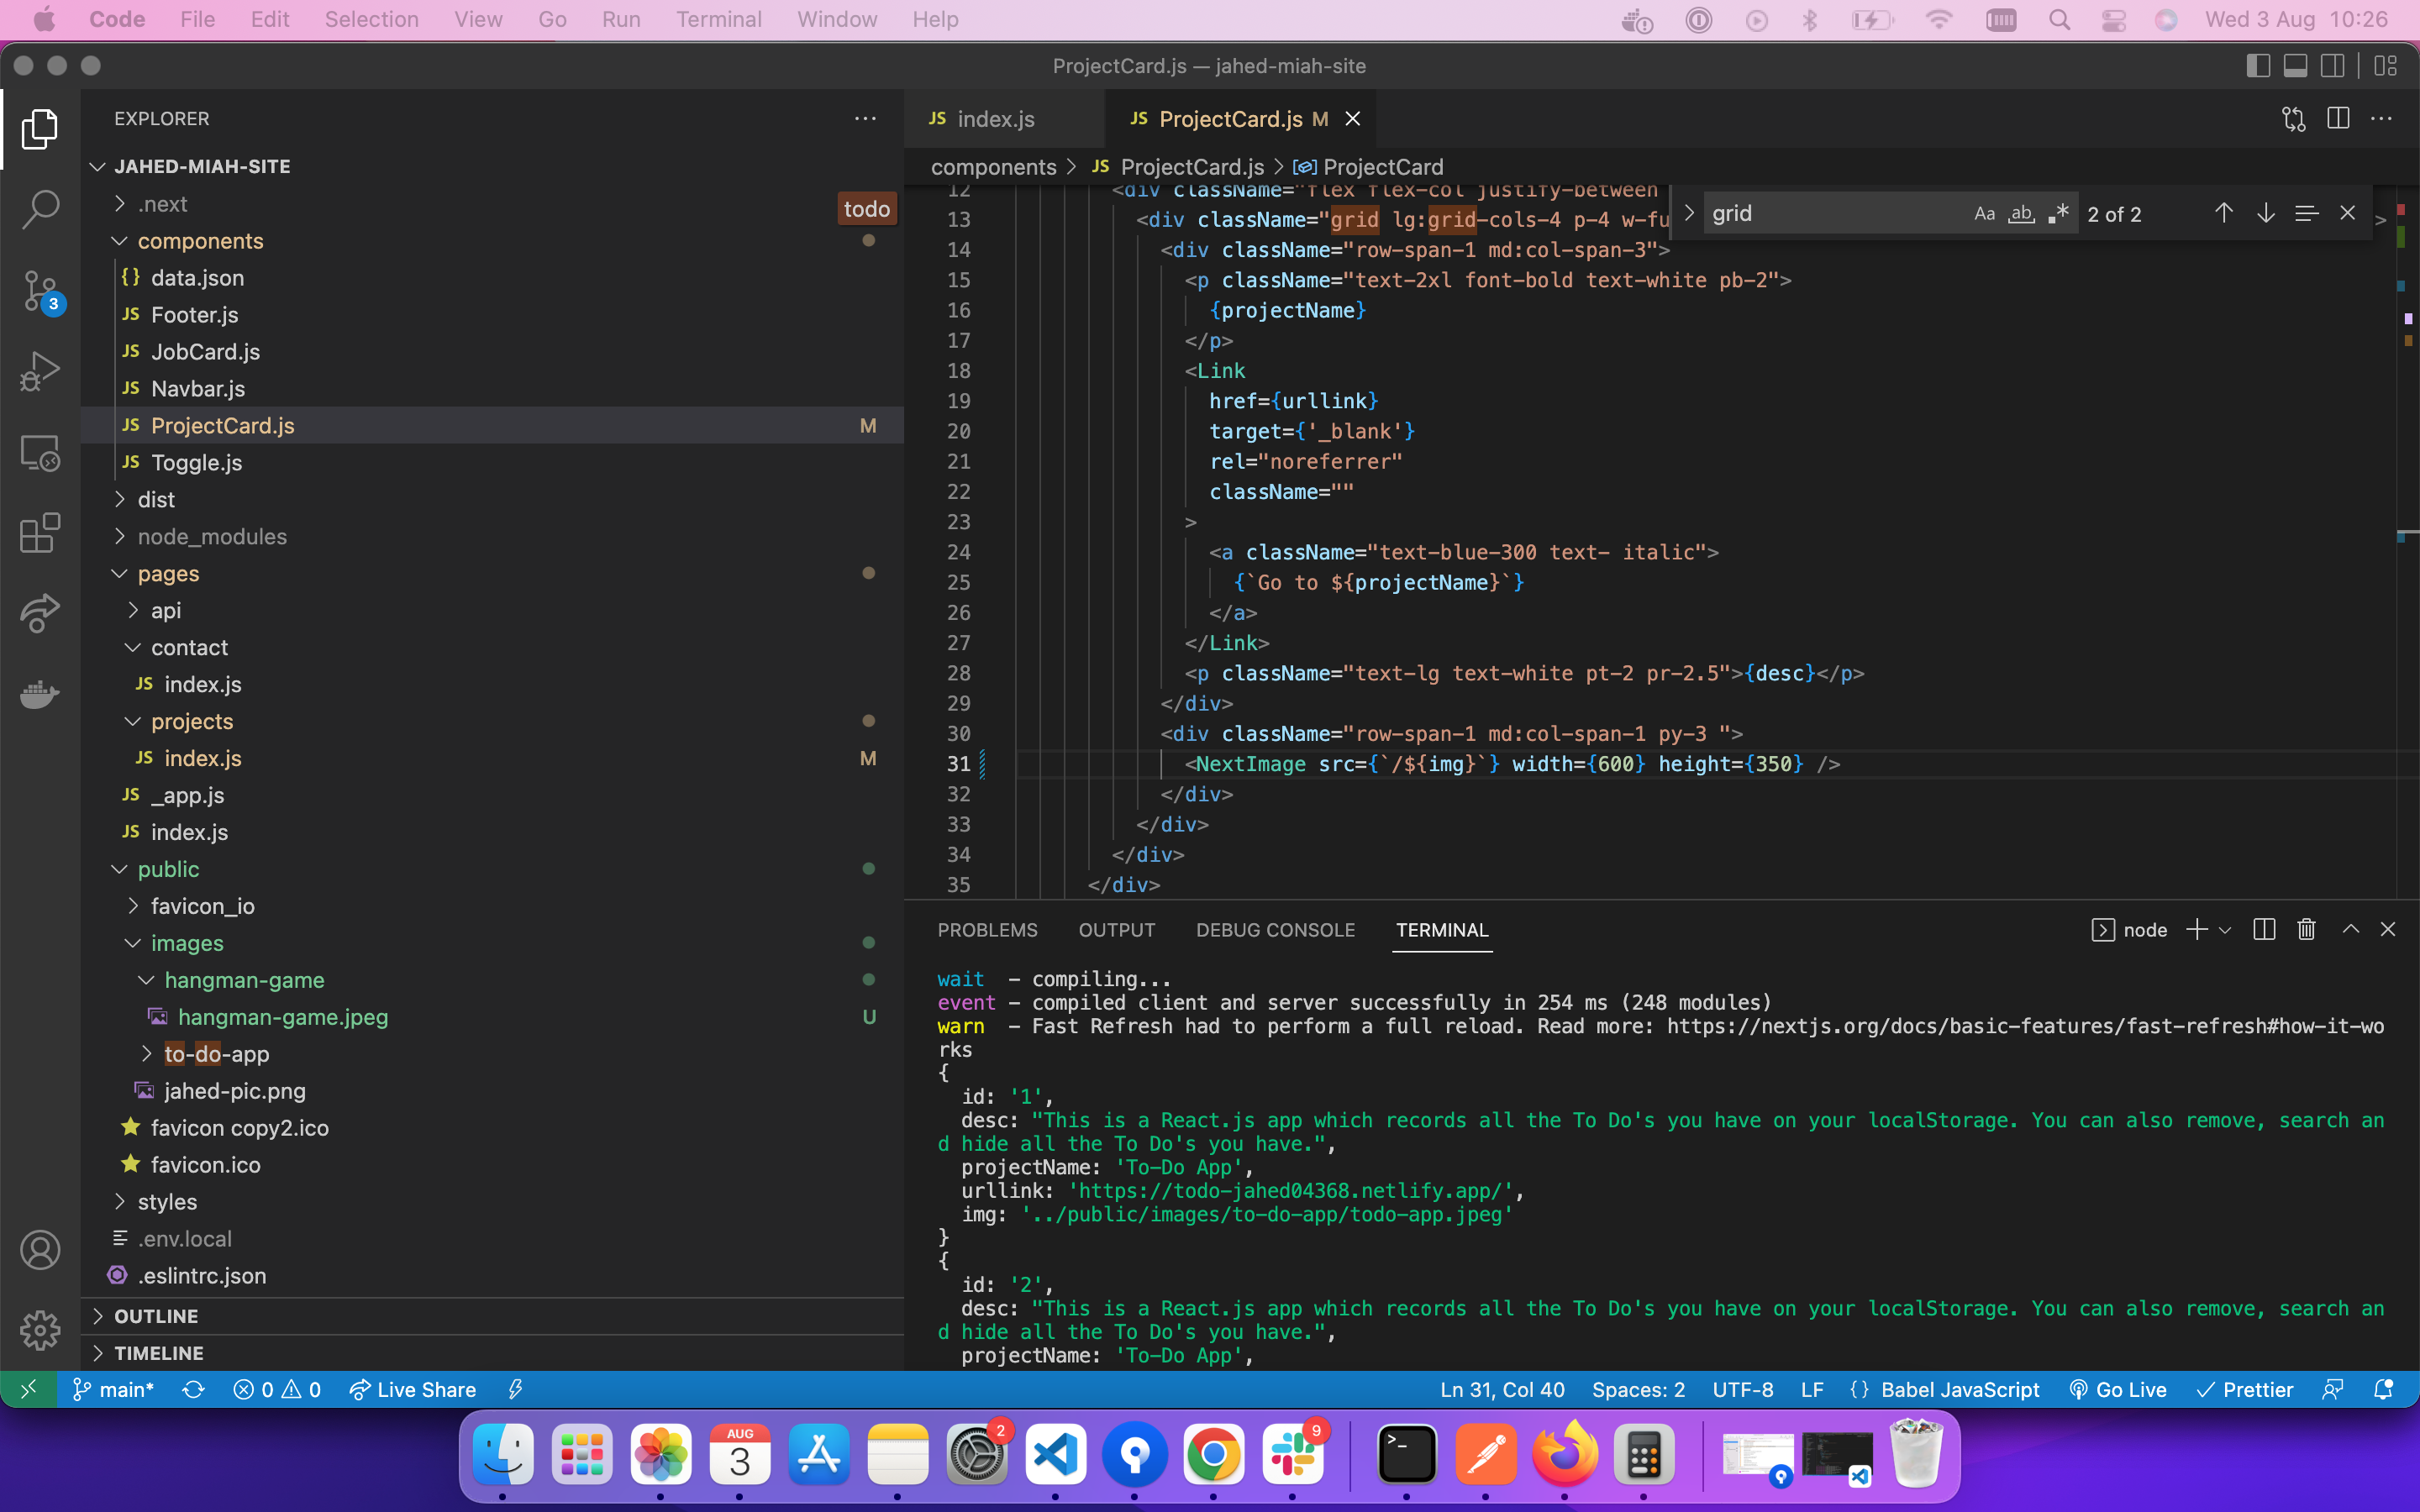 Code File Edit Selection View Go Run Terminal Window Help Wed 3 Aug 10:26
ProjectCard.js — jahed-miah-site
EXPLORER
JAHED-MIAH-SITE
.next
todo
components
{} data.json
JS Footer.js
JS JobCard.js
JS Navbar.js
JS ProjectCard.js M
JS Toggle.js
dist
node_modules
pages
api
contact
JS index.js
projects
JS index.js M
JS _app.js
JS index.js
public
favicon_io
images
hangman-game
hangman-game.jpeg U
to-do-app
jahed-pic.png
favicon copy2.ico
favicon.ico
styles
.env.local
.eslintrc.json
OUTLINE
TIMELINE
3
JS index.js
JS ProjectCard.js M
components > JS ProjectCard.js > ProjectCard
grid Aa ab .* 2 of 2
12 <div className="flex flex-col justify-between
13 <div className="grid lg:grid-cols-4 p-4 w-fu >
14 <div className="row-span-1 md:col-span-3">
15 <p className="text-2xl font-bold text-white pb-2">
16 {projectName}
17 </p>
18 <Link
19 href={urllink}
20 target={'_blank'}
21 rel="noreferrer"
22 className=""
23 >
24 <a className="text-blue-300 text- italic">
25 {`Go to ${projectName}`}
26 </a>
27 </Link>
28 <p className="text-lg text-white pt-2 pr-2.5">{desc}</p>
29 </div>
30 <div className="row-span-1 md:col-span-1 py-3 ">
31 <NextImage src={`/${img}`} width={600} height={350} />
32 </div>
33 </div>
34 </div>
35 </div>
PROBLEMS OUTPUT DEBUG CONSOLE TERMINAL node
wait - compiling...
event - compiled client and server successfully in 254 ms (248 modules)
warn - Fast Refresh had to perform a full reload. Read more: https://nextjs.org/docs/basic-features/fast-refresh#how-it-wo
rks
{
id: '1',
desc: "This is a React.js app which records all the To Do's you have on your localStorage. You can also remove, search an
d hide all the To Do's you have.",
projectName: 'To-Do App',
urllink: 'https://todo-jahed04368.netlify.app/',
img: '../public/images/to-do-app/todo-app.jpeg'
}
{
id: '2',
desc: "This is a React.js app which records all the To Do's you have on your localStorage. You can also remove, search an
d hide all the To Do's you have.",
projectName: 'To-Do App',
main* 0 0 Live Share Ln 31, Col 40 Spaces: 2 UTF-8 LF {} Babel JavaScript Go Live Prettier
AUG
3
2
9